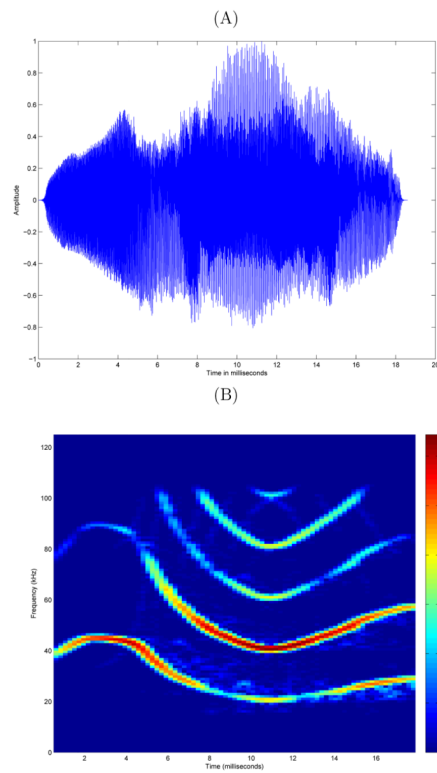 (A)
1
0.8
0.6
0.4
0.2
0
−0.2
−0.4
−0.6
−0.8
−1
Amplitude
0 2 4 6 8 10 12 14 16 18 20
Time in milliseconds
(B)
120
100
80
60
40
20
0
Frequency (kHz)
2 4 6 8 10 12 14 16
Time (milliseconds)